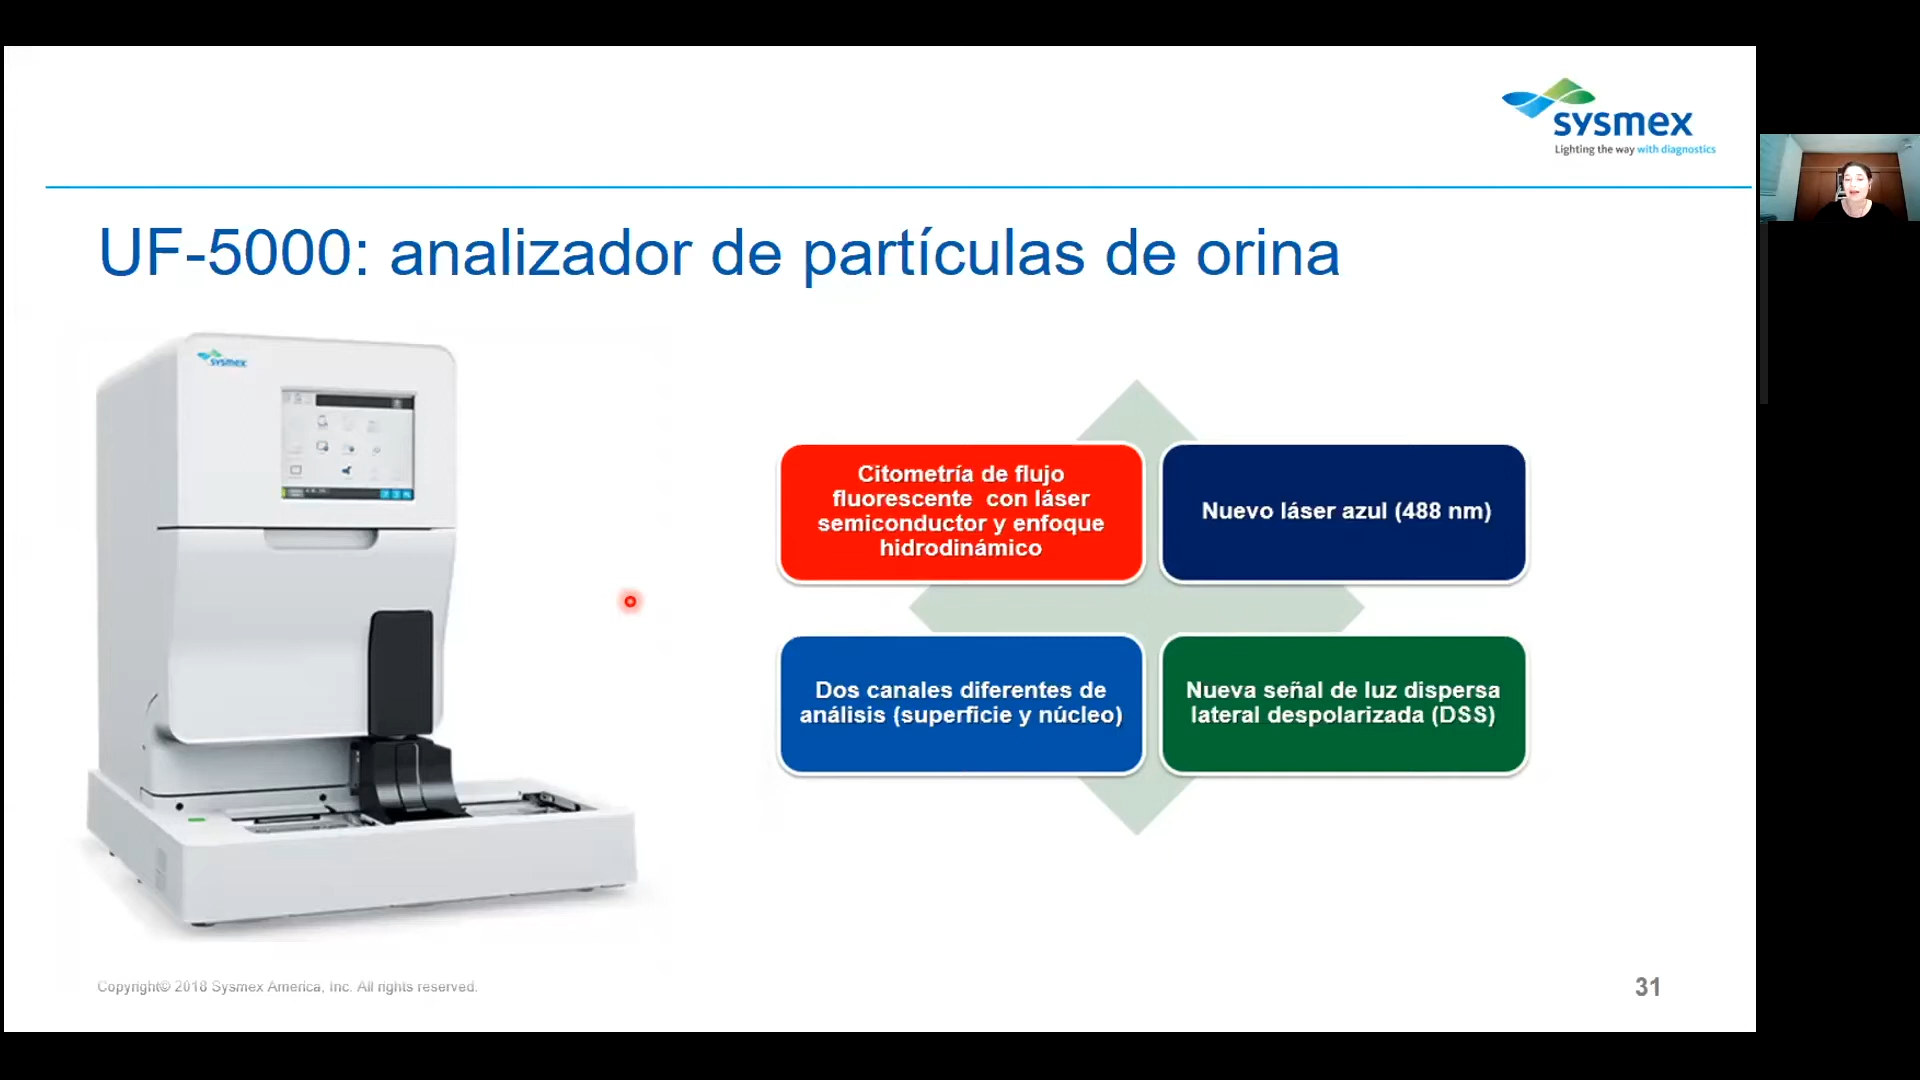 sysmex
Lighting the way with diagnostics
UF-5000: analizador de partículas de orina
sysmex
Citometría de flujo
fluorescente con láser
semiconductor y enfoque
hidrodinámico
Nuevo láser azul (488 nm)
Dos canales diferentes de
análisis (superficie y núcleo)
Nueva señal de luz dispersa
lateral despolarizada (DSS)
Copyright© 2018 Sysmex America, Inc. All rights reserved.
31